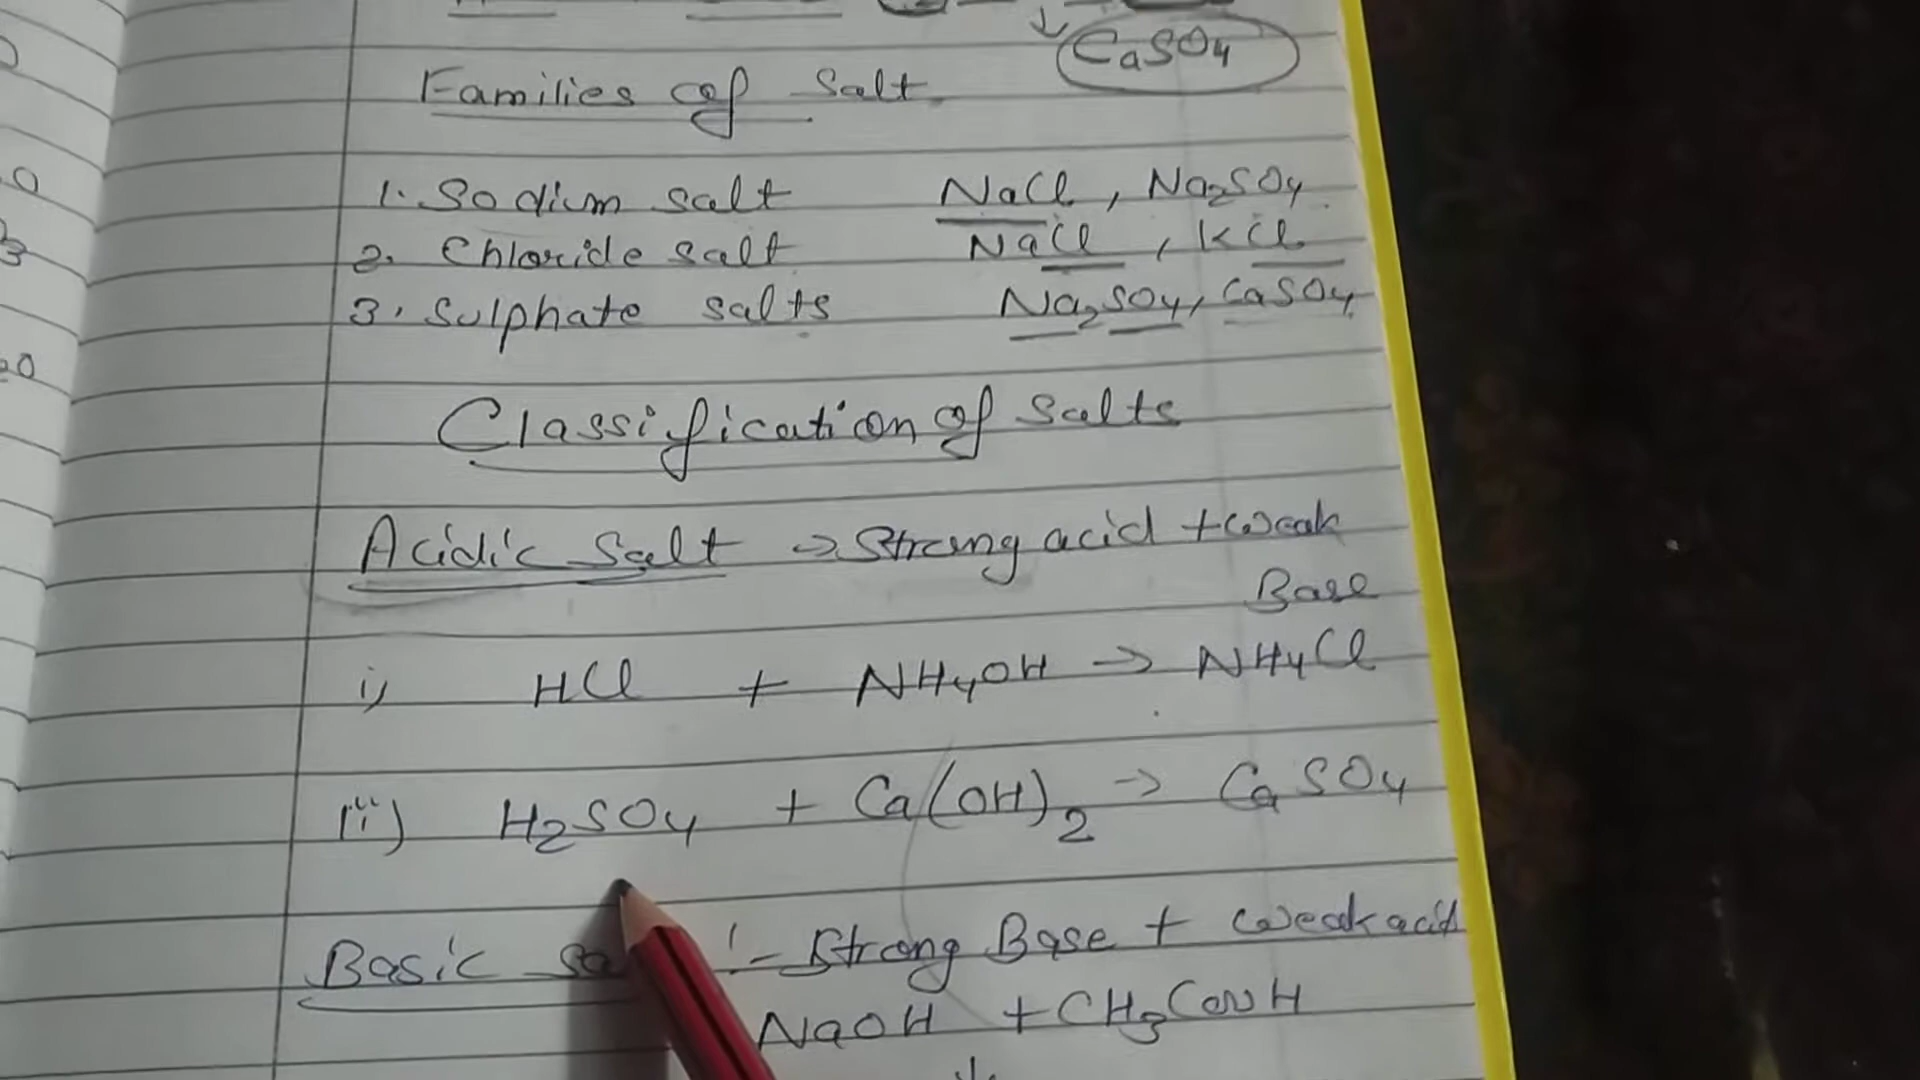 CaSO4
Families of Salt
1. Sodium salt NaCl, Na2SO4
2. Chloride salt NaCl, KCl
3. Sulphate salts Na2SO4, CaSO4
Classification of Salts
Acidic Salt → Strong acid + weak
Base
i) HCl + NH4OH → NH4Cl
ii) H2SO4 + Ca(OH)2 → CaSO4
Basic :- Strong Base + weak acid
NaOH + CH3COOH